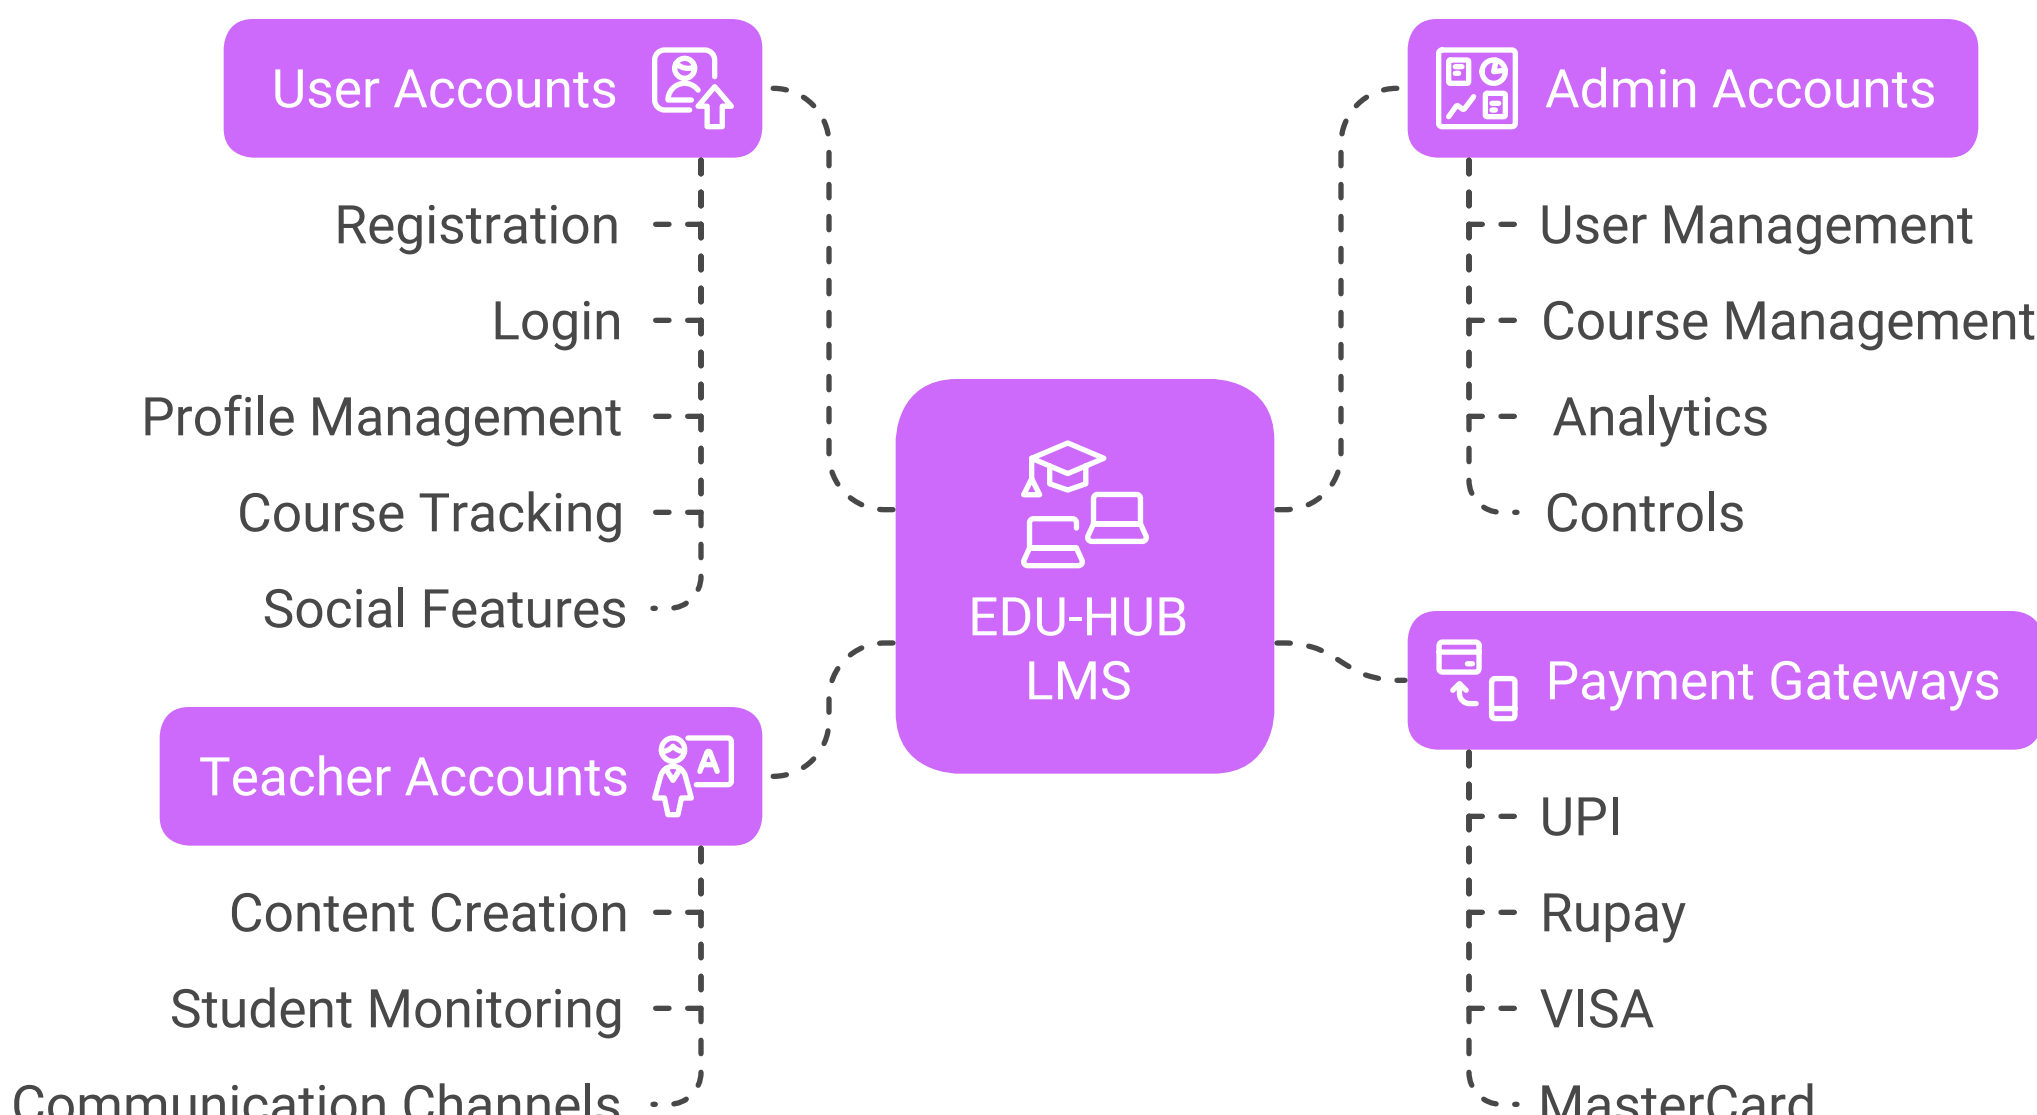 User Accounts
Registration
Login
Profile Management
Course Tracking
Social Features
Teacher Accounts
A
Content Creation
Student Monitoring
Communication Channels
EDU-HUB
LMS
Admin Accounts
User Management
Course Management
Analytics
Controls
Payment Gateways
UPI
Rupay
VISA
MasterCard